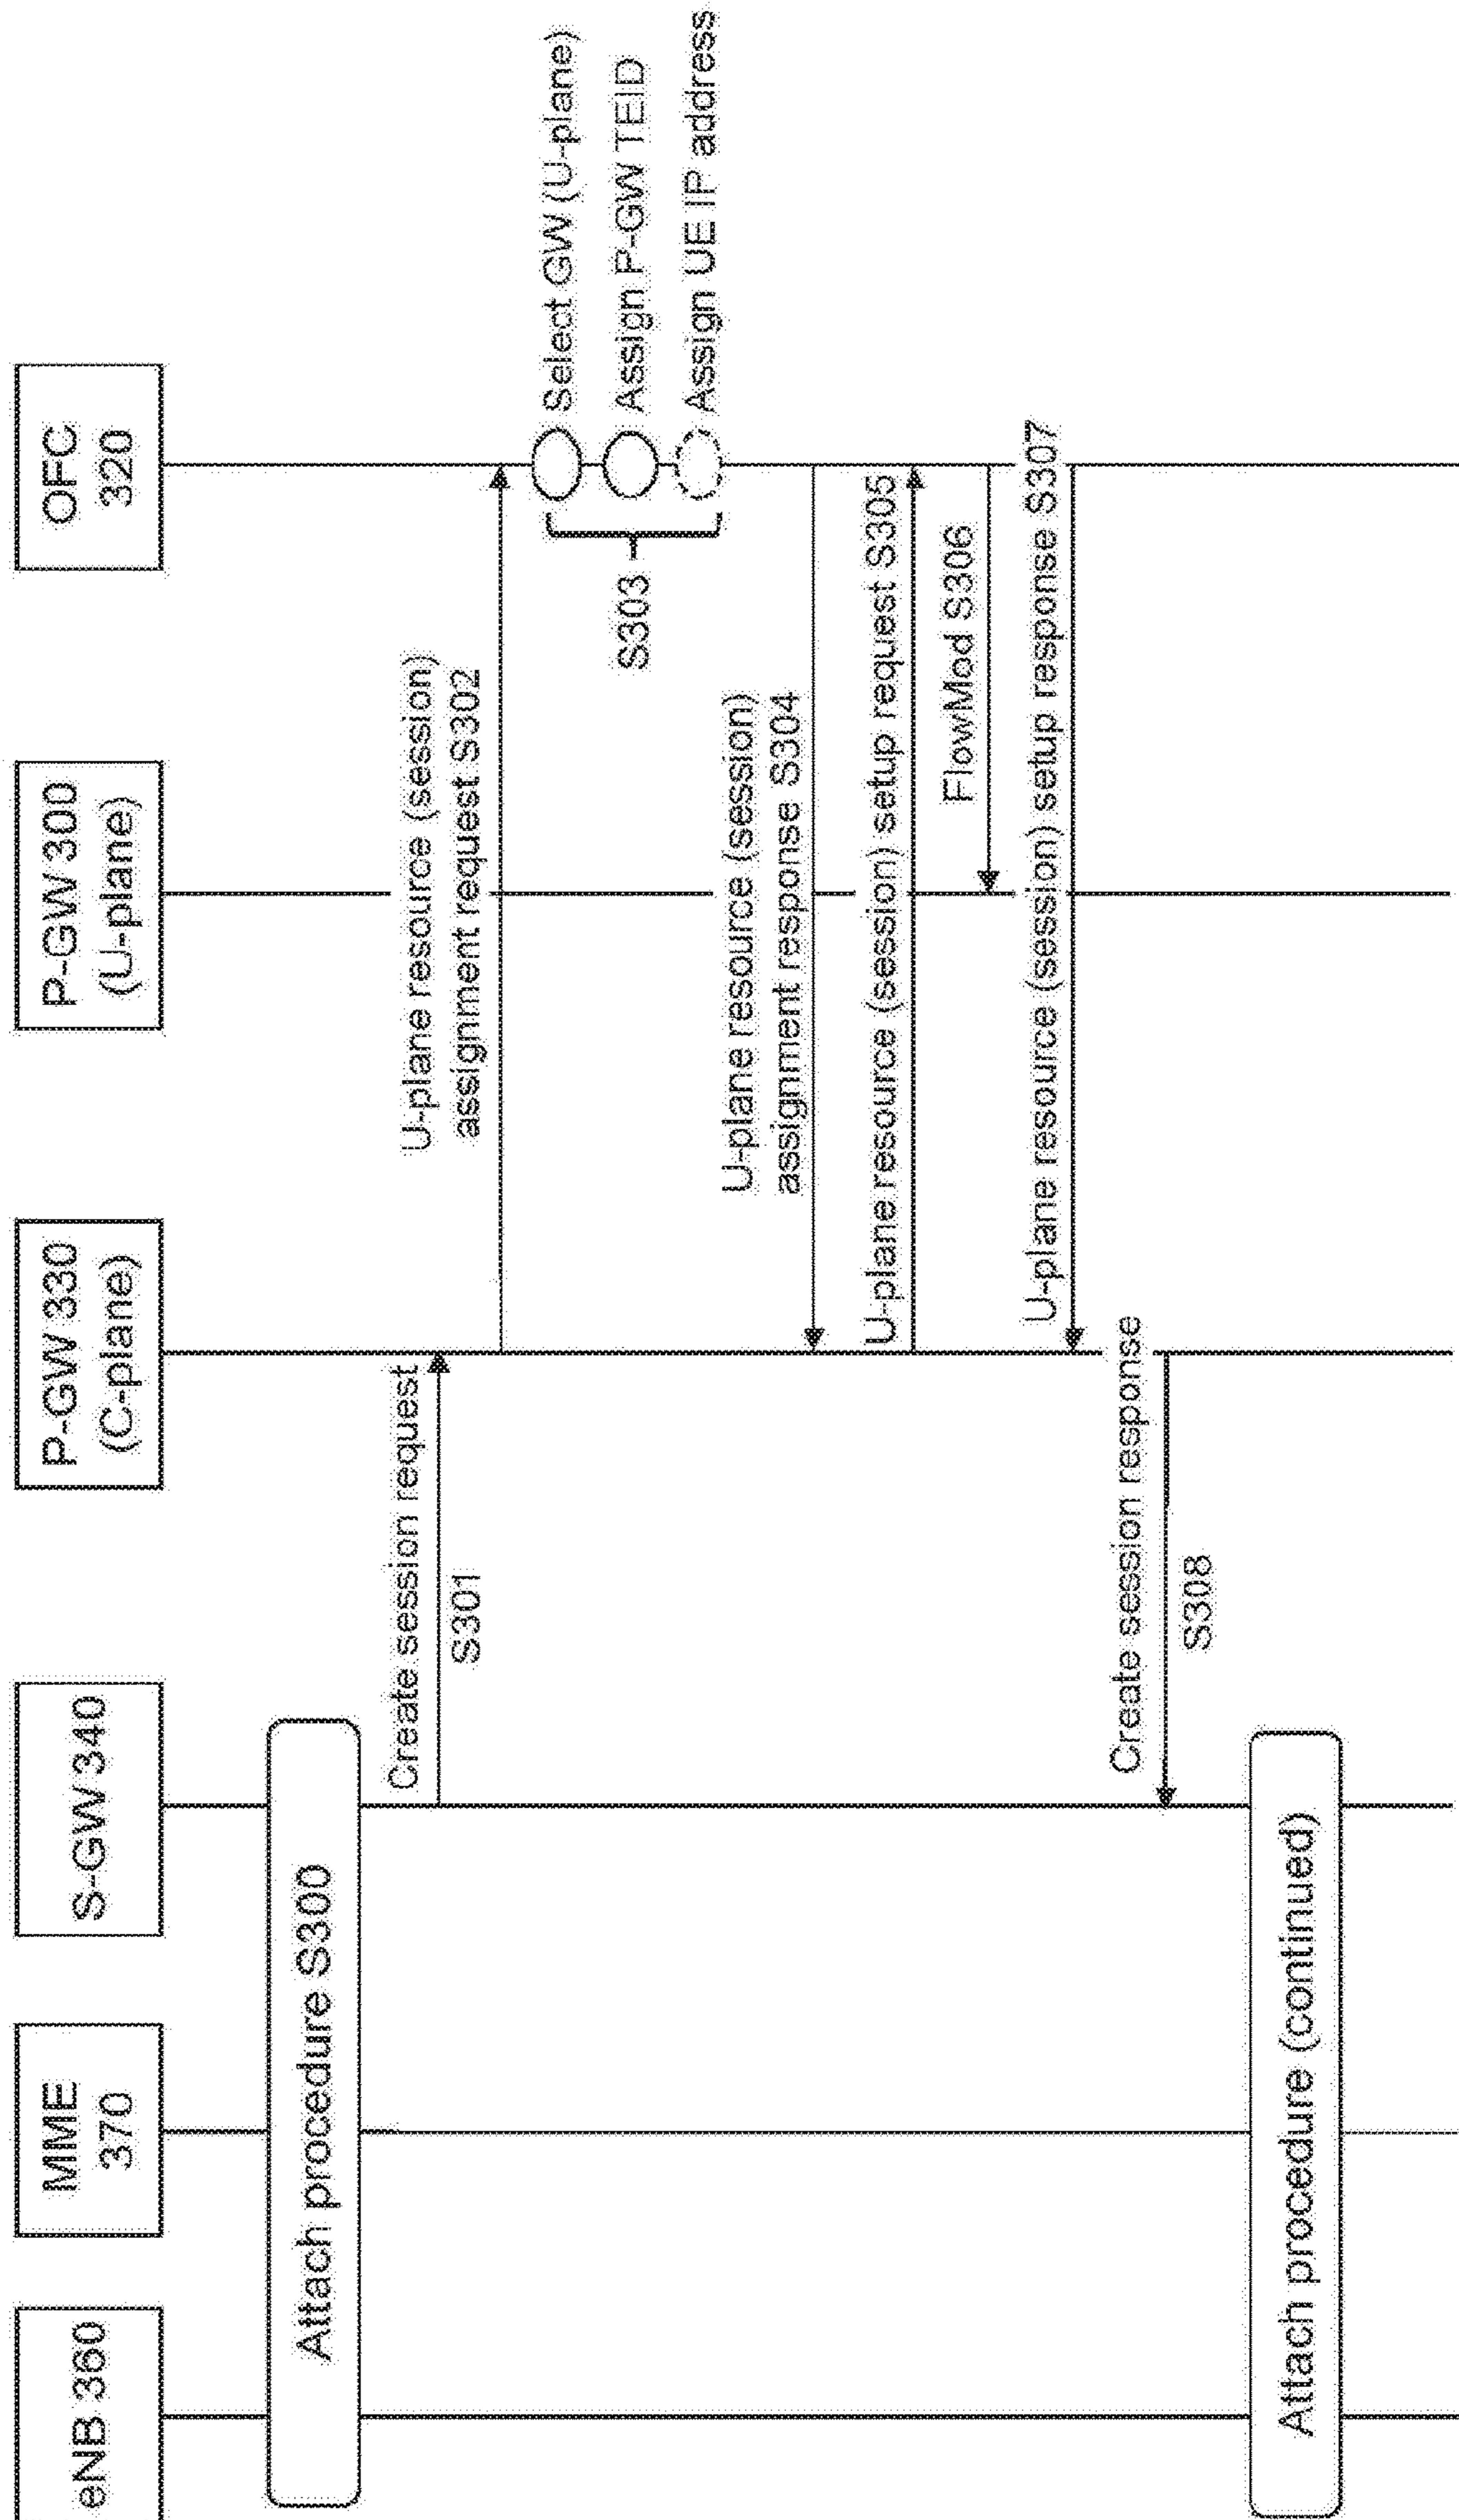 eNB 360
MME
370
S-GW 340
P-GW 330
(C-plane)
P-GW 300
(U-plane)
OFC
320
Attach procedure S300
Create session request
S301
U-plane resource (session)
assignment request S302
Select GW (U-plane)
Assign P-GW TEID
Assign UE IP address
S303
U-plane resource (session)
assignment response S304
U-plane resource (session) setup request S305
FlowMod S306
U-plane resource (session) setup response S307
Create session response
S308
Attach procedure (continued)